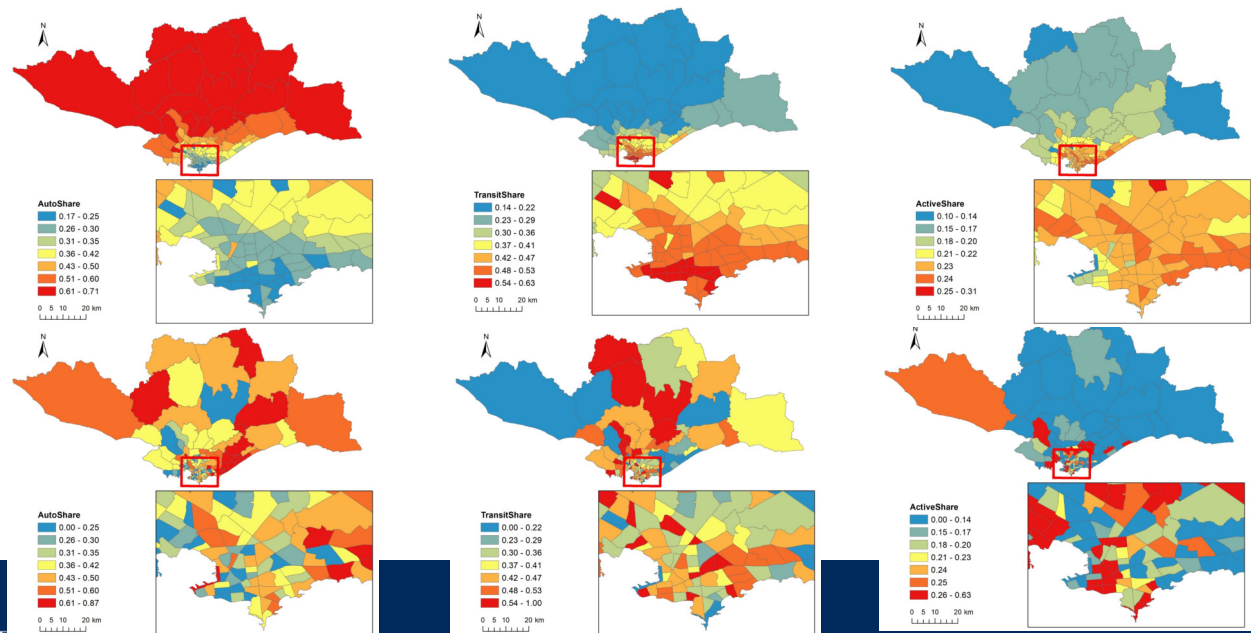 N
AutoShare
0.17 - 0.25
0.26 - 0.30
0.31 - 0.35
0.36 - 0.42
0.43 - 0.50
0.51 - 0.60
0.61 - 0.71
0 5 10 20 km
N
TransitShare
0.14 - 0.22
0.23 - 0.29
0.30 - 0.36
0.37 - 0.41
0.42 - 0.47
0.48 - 0.53
0.54 - 0.63
0 5 10 20 km
N
ActiveShare
0.10 - 0.14
0.15 - 0.17
0.18 - 0.20
0.21 - 0.22
0.23
0.24
0.25 - 0.31
0 5 10 20 km
N
AutoShare
0.00 - 0.25
0.26 - 0.30
0.31 - 0.35
0.36 - 0.42
0.43 - 0.50
0.51 - 0.60
0.61 - 0.87
0 5 10 20 km
N
TransitShare
0.00 - 0.22
0.23 - 0.29
0.30 - 0.36
0.37 - 0.41
0.42 - 0.47
0.48 - 0.53
0.54 - 1.00
0 5 10 20 km
N
ActiveShare
0.00 - 0.14
0.15 - 0.17
0.18 - 0.20
0.21 - 0.23
0.24
0.25
0.26 - 0.63
0 5 10 20 km